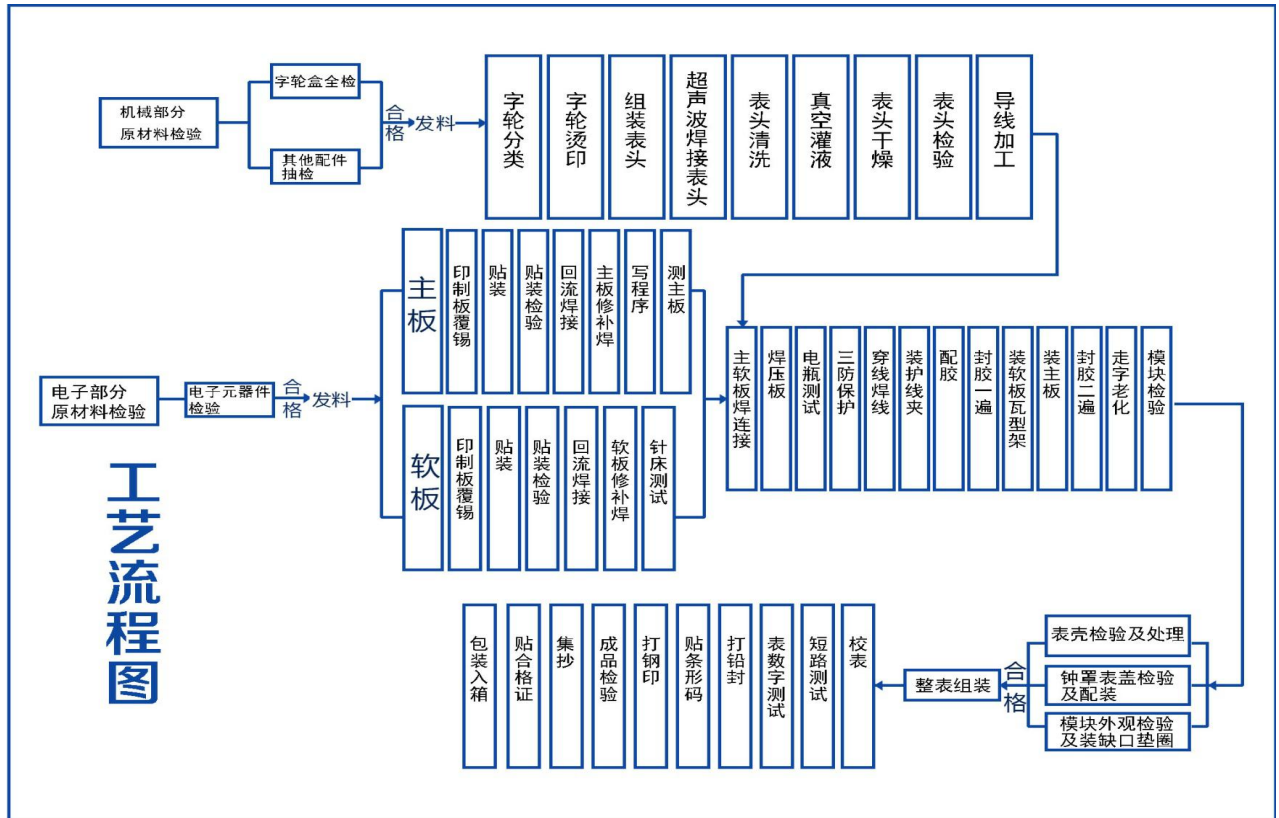 机械部分
原材料检验
字轮盒全检
其他配件
抽检
合格
发料
字轮分类
字轮烫印
组装表头
超声波焊接表头
表头清洗
真空灌液
表头干燥
表头检验
导线加工
电子部分
原材料检验
电子元器件
检验
合格
发料
主板
印制板覆锡
贴装
贴装检验
回流焊接
主板修补焊
写程序
测主板
软板
印制板覆锡
贴装
贴装检验
回流焊接
软板修补焊
针床测试
主软板焊连接
焊压板
电瓶测试
三防保护
穿线焊线
装护线夹
配胶
封胶一遍
装软板瓦型架
装主板
封胶二遍
走字老化
模块检验
表壳检验及处理
钟罩表盖检验
及配装
模块外观检验
及装缺口垫圈
合格
整表组装
校表
短路测试
表数字测试
打铅封
贴条形码
打钢印
成品检验
集抄
贴合格证
包装入箱
工艺流程图